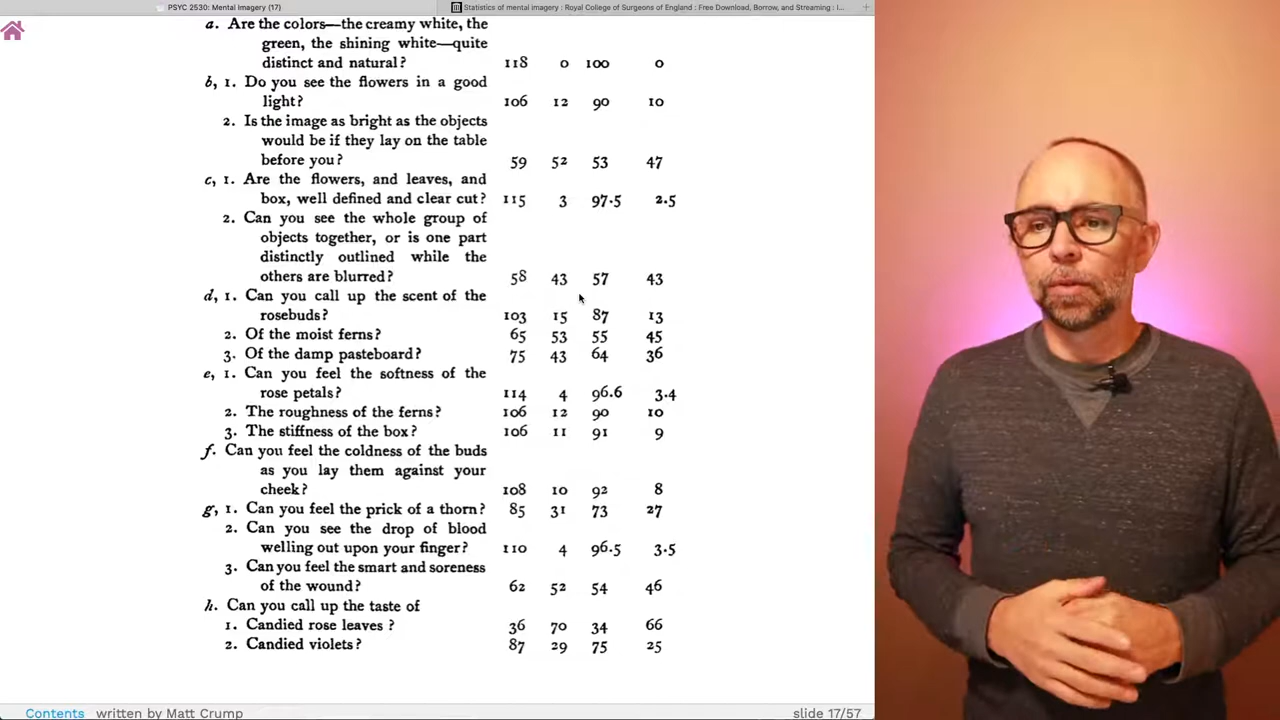 PSYC 2530: Mental Imagery (17)
Statistics of mental imagery : Royal College of Surgeons of England : Free Download, Borrow, and Streaming : i...
a. Are the colors—the creamy white, the
green, the shining white—quite
distinct and natural? 118 0 100 0
b, 1. Do you see the flowers in a good
light? 106 12 90 10
2. Is the image as bright as the objects
would be if they lay on the table
before you? 59 52 53 47
c, 1. Are the flowers, and leaves, and
box, well defined and clear cut? 115 3 97.5 2.5
2. Can you see the whole group of
objects together, or is one part
distinctly outlined while the
others are blurred? 58 43 57 43
d, 1. Can you call up the scent of the
rosebuds? 103 15 87 13
2. Of the moist ferns? 65 53 55 45
3. Of the damp pasteboard? 75 43 64 36
e, 1. Can you feel the softness of the
rose petals? 114 4 96.6 3.4
2. The roughness of the ferns? 106 12 90 10
3. The stiffness of the box? 106 11 91 9
f. Can you feel the coldness of the buds
as you lay them against your
cheek? 108 10 92 8
g, 1. Can you feel the prick of a thorn? 85 31 73 27
2. Can you see the drop of blood
welling out upon your finger? 110 4 96.5 3.5
3. Can you feel the smart and soreness
of the wound? 62 52 54 46
h. Can you call up the taste of
1. Candied rose leaves? 36 70 34 66
2. Candied violets? 87 29 75 25
Contents written by Matt Crump slide 17/57